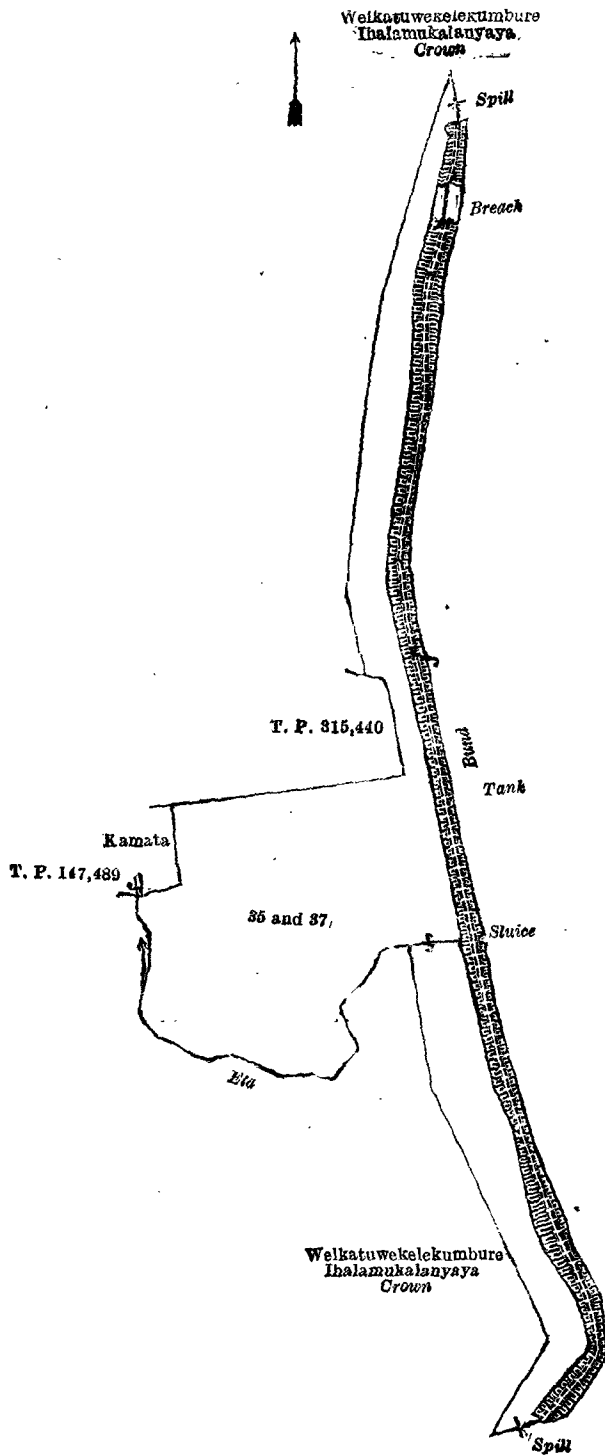 Welkatuwekelekumbure
Ihalamukalanyaya
Crown
Spill
Breach
T. P. 315,440
Bund
Tank
Kamata
T. P. 147,489
35 and 37
Sluice
Ela
Welkatuwekelekumbure
Ihalamukalanyaya
Crown
Spill